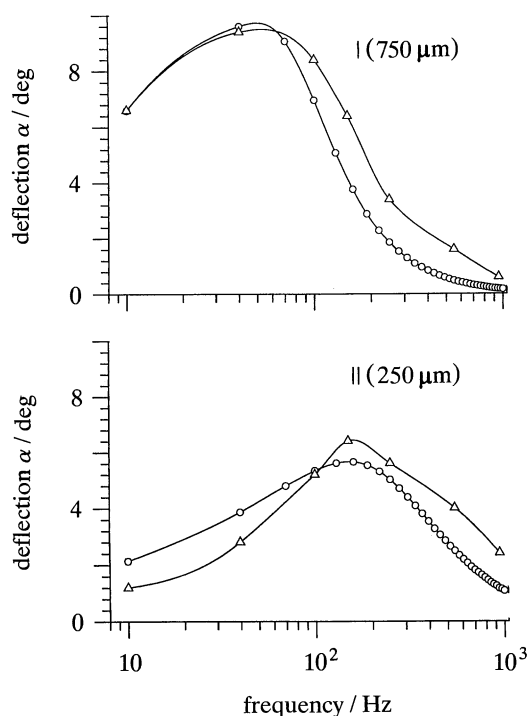 deflection α / deg
8
4
0
I (750 μm)
deflection α / deg
8
4
0
II (250 μm)
10
10²
10³
frequency / Hz